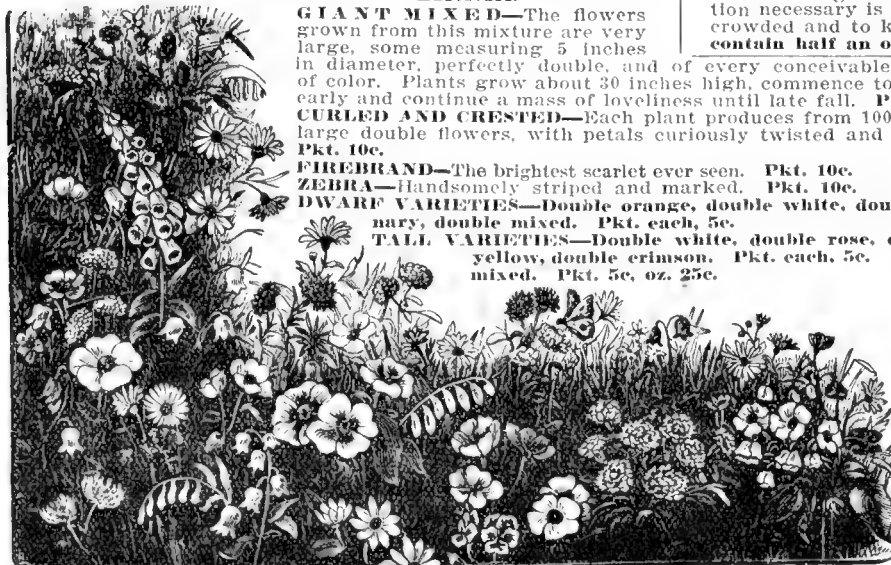 GIANT MIXED—The flowers
grown from this mixture are very
large, some measuring 5 inches
in diameter, perfectly double, and of every conceivable
of color. Plants grow about 30 inches high, commence to
early and continue a mass of loveliness until late fall.
CURLED AND CRESTED—Each plant produces from 100
large double flowers, with petals curiously twisted and
Pkt. 10c.
FIREBRAND—The brightest scarlet ever seen. Pkt. 10c.
ZEBRA—Handsomely striped and marked. Pkt. 10c.
DWARF VARIETIES—Double orange, double white, dou
nary, double mixed. Pkt. each, 5c.
TALL VARIETIES—Double white, double rose,
yellow, double crimson. Pkt. each, 5c.
mixed. Pkt. 5c, oz. 25c.
tion necessary is
crowded and to k
contain half an o